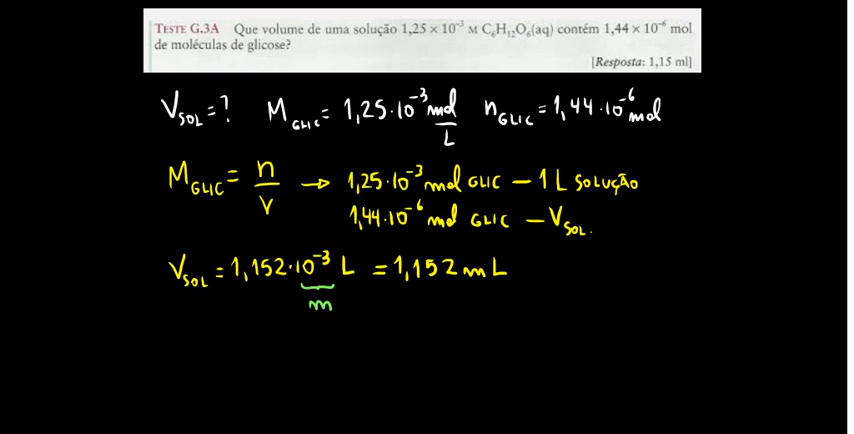 TESTE G.3A Que volume de uma solução 1,25 × 10⁻³ M C₆H₁₂O₆(aq) contém 1,44 × 10⁻⁶ mol
de moléculas de glicose?
[Resposta: 1,15 ml]
V_SOL = ? M_GLIC = 1,25·10⁻³ mol/L n_GLIC = 1,44·10⁻⁶ mol
M_GLIC = n/V → 1,25·10⁻³ mol GLIC – 1 L SOLUÇÃO
1,44·10⁻⁶ mol GLIC – V_SOL.
V_SOL = 1,152·10⁻³ L = 1,152 mL
m